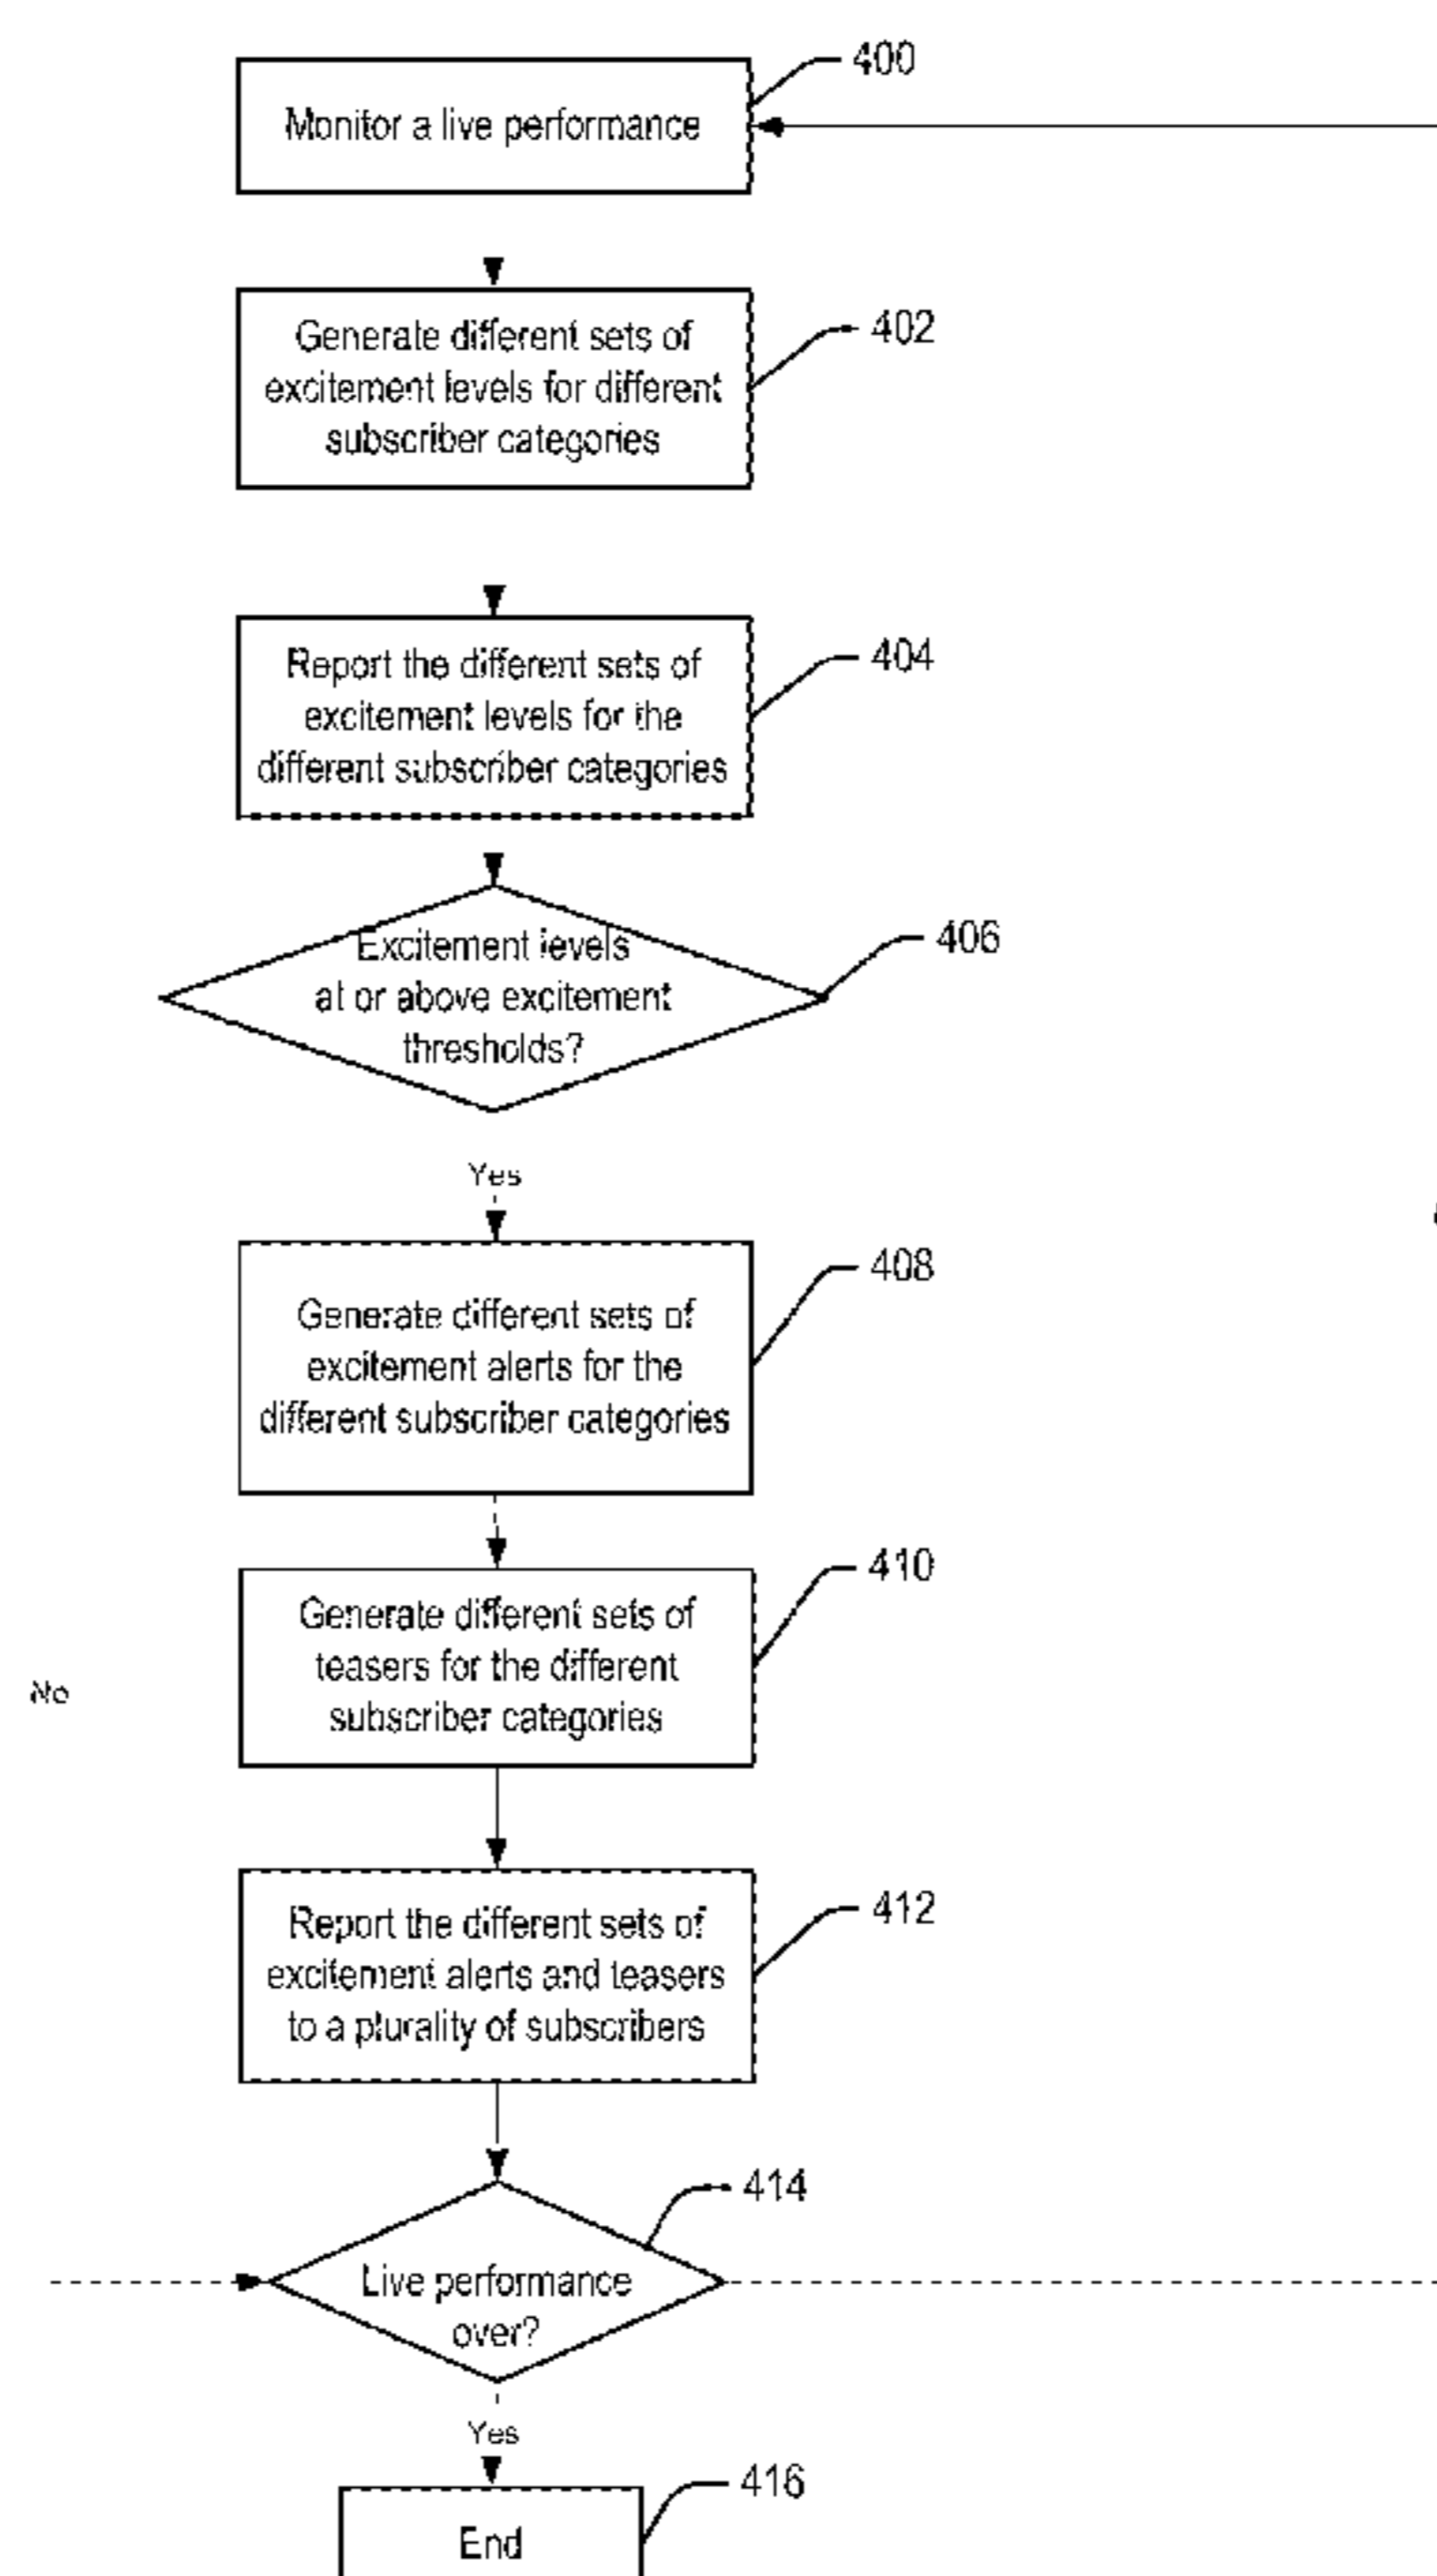 400
Monitor a live performance
402
Generate different sets of
excitement levels for different
subscriber categories
404
Report the different sets of
excitement levels for the
different subscriber categories
406
Excitement levels
at or above excitement
thresholds?
Yes
408
Generate different sets of
excitement alerts for the
different subscriber categories
410
Generate different sets of
teasers for the different
subscriber categories
No
412
Report the different sets of
excitement alerts and teasers
to a plurality of subscribers
414
Live performance
over?
Yes
416
End